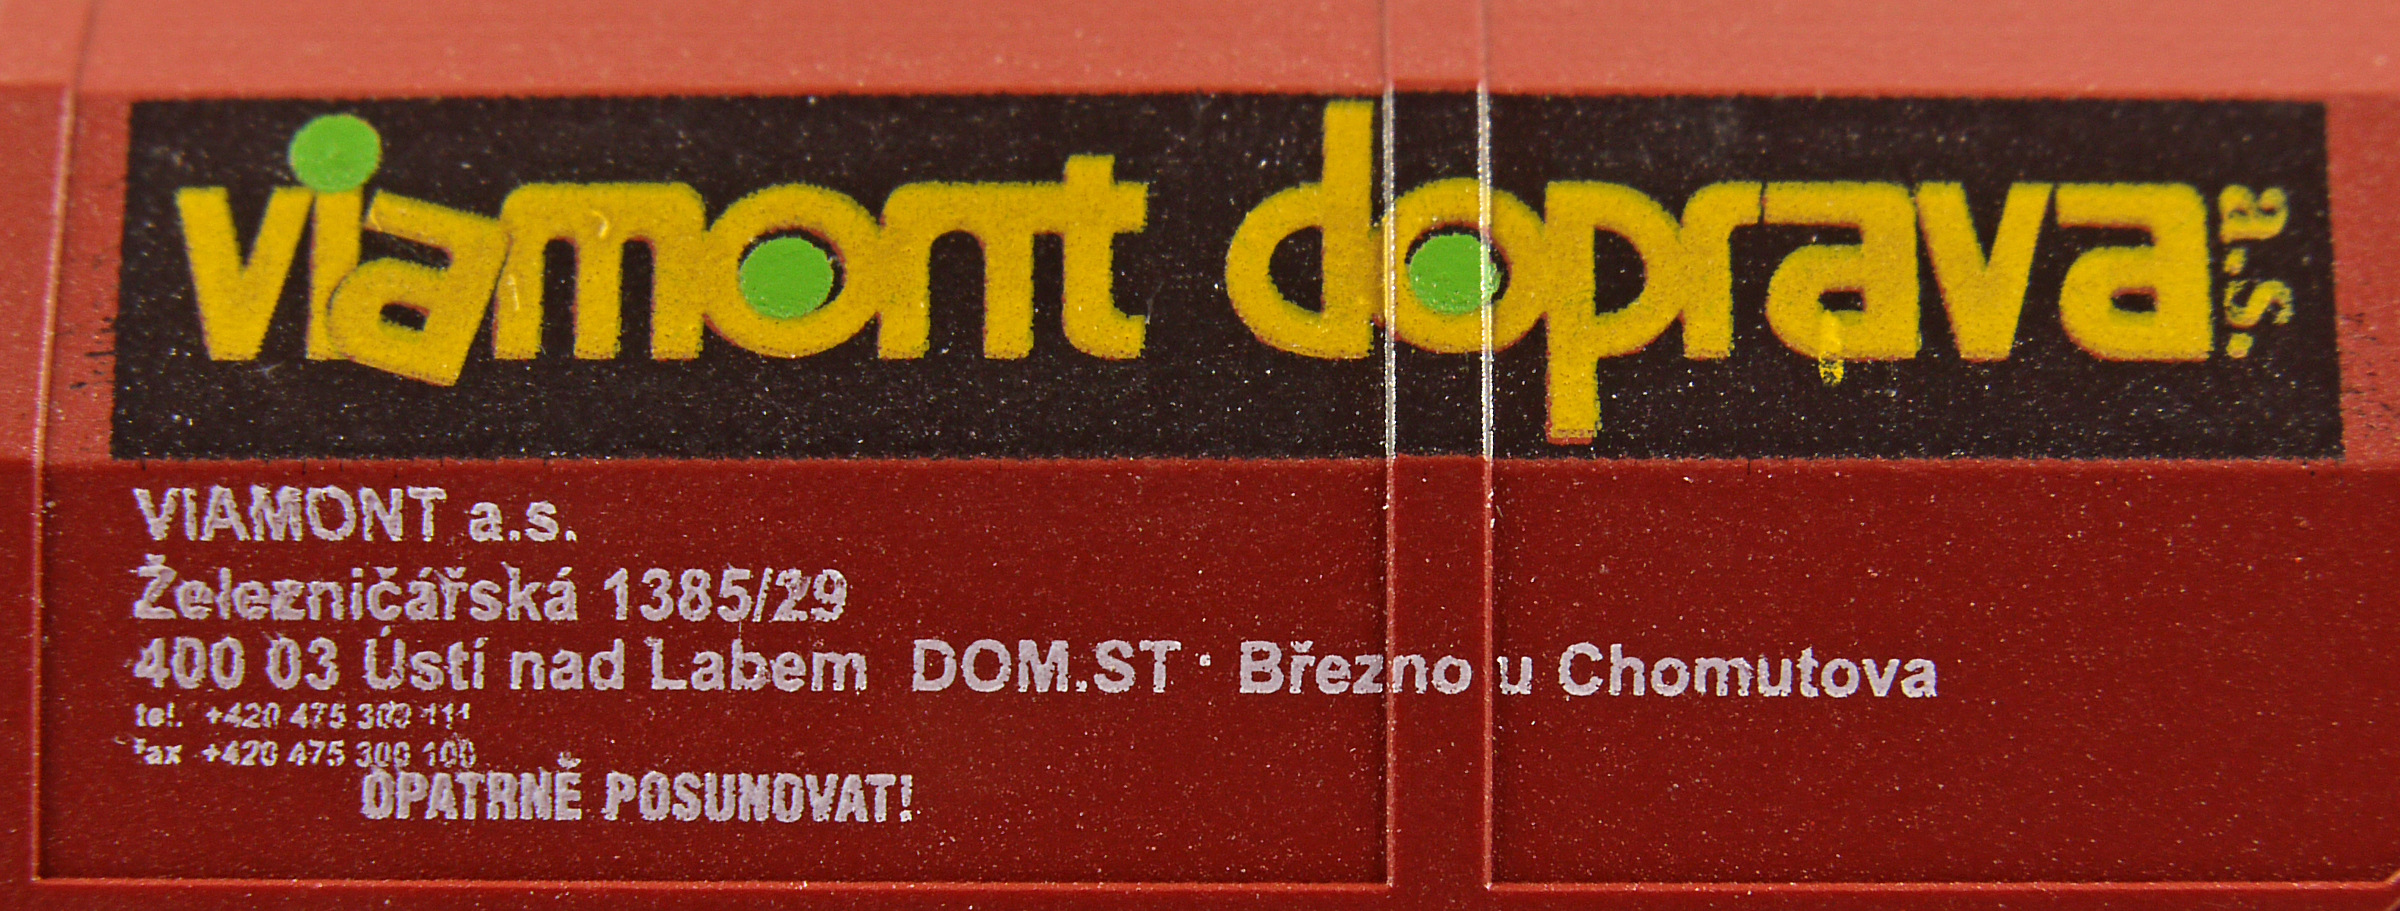 viamont doprava a.s.
VIAMONT a.s.
Železničářská 1385/29
400 03 Ústí nad Labem DOM.ST · Březno u Chomutova
tel. +420 475 300 111
fax +420 475 300 100
OPATRNĚ POSUNOVAT!